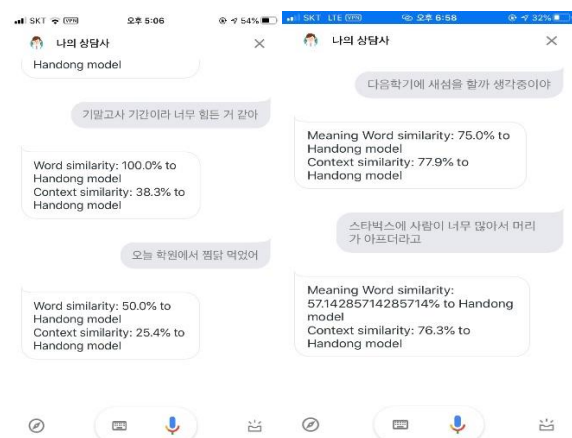 SKT VPN 오후 5:06 54%
나의 상담사
Handong model
기말고사 기간이라 너무 힘든 거 같아
Word similarity: 100.0% to
Handong model
Context similarity: 38.3% to
Handong model
오늘 학원에서 찜닭 먹었어
Word similarity: 50.0% to
Handong model
Context similarity: 25.4% to
Handong model
SKT LTE VPN 오후 6:58 32%
나의 상담사
다음학기에 새섬을 할까 생각중이야
Meaning Word similarity: 75.0% to
Handong model
Context similarity: 77.9% to
Handong model
스타벅스에 사람이 너무 많아서 머리
가 아프더라고
Meaning Word similarity:
57.14285714285714% to Handong
model
Context similarity: 76.3% to
Handong model